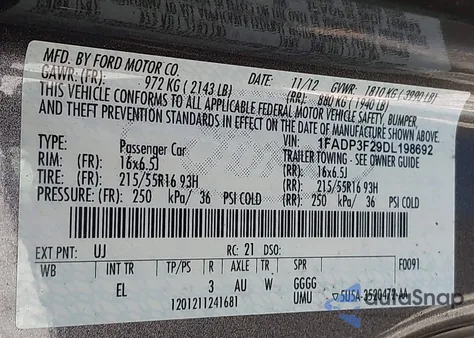 MFD. BY FORD MOTOR CO.
DATE: 11/12 GVWR: 1810 KG ( 3990 LB)
GAWR: (FR): 972 KG ( 2143 LB) (RR): 880 KG ( 1940 LB)
THIS VEHICLE CONFORMS TO ALL APPLICABLE FEDERAL MOTOR VEHICLE SAFETY, BUMPER,
AND THEFT PREVENTION STANDARDS IN EFFECT ON THE DATE OF MANUFACTURE SHOWN ABOVE.
VIN: 1FADP3F29DL198692
TYPE: Passenger Car TRAILER TOWING - SEE OWNER GUIDE
RIM: (FR) 16x6.5J (RR): 16x6.5J
TIRE: (FR) 215/55R16 93H (RR): 215/55R16 93H
PRESSURE: (FR) 250 kPa/ 36 PSI COLD (RR): 250 kPa/ 36 PSI COLD
EXT PNT: UJ RC: 21 DSO: F0091
WB INT TR TP/PS R AXLE TR SPR
EL 3 AU W GGGG
1201211241681 UMU 5U5A-3520472-AA
dataSnap